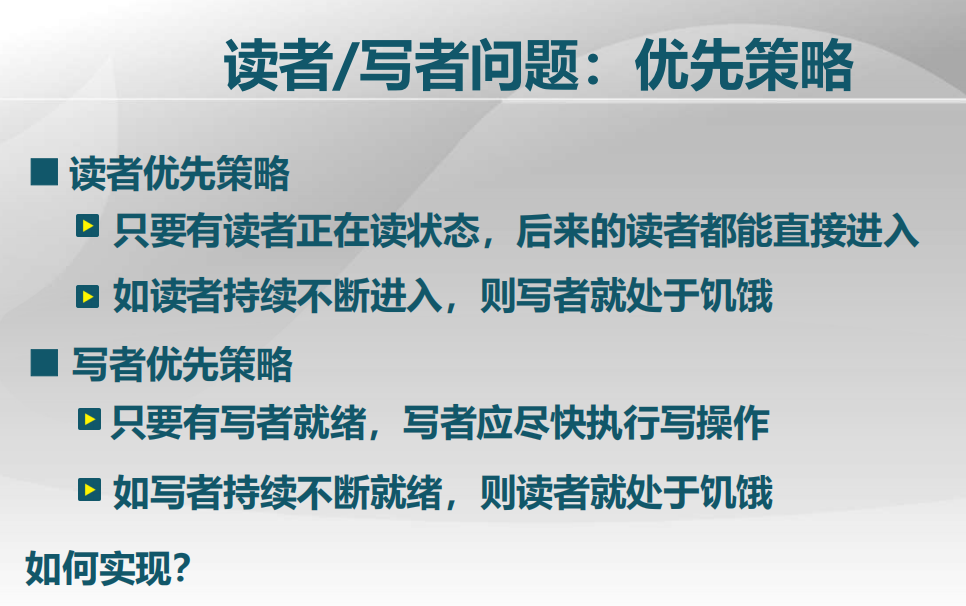 读者/写者问题：优先策略
读者优先策略
只要有读者正在读状态，后来的读者都能直接进入
如读者持续不断进入，则写者就处于饥饿
写者优先策略
只要有写者就绪，写者应尽快执行写操作
如写者持续不断就绪，则读者就处于饥饿
如何实现？